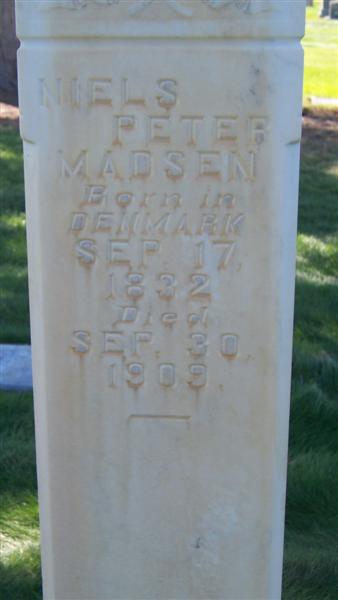 NIELS
PETER
MADSEN
Born in
DENMARK
SEP. 17,
1832
Died
SEP. 30,
1909.